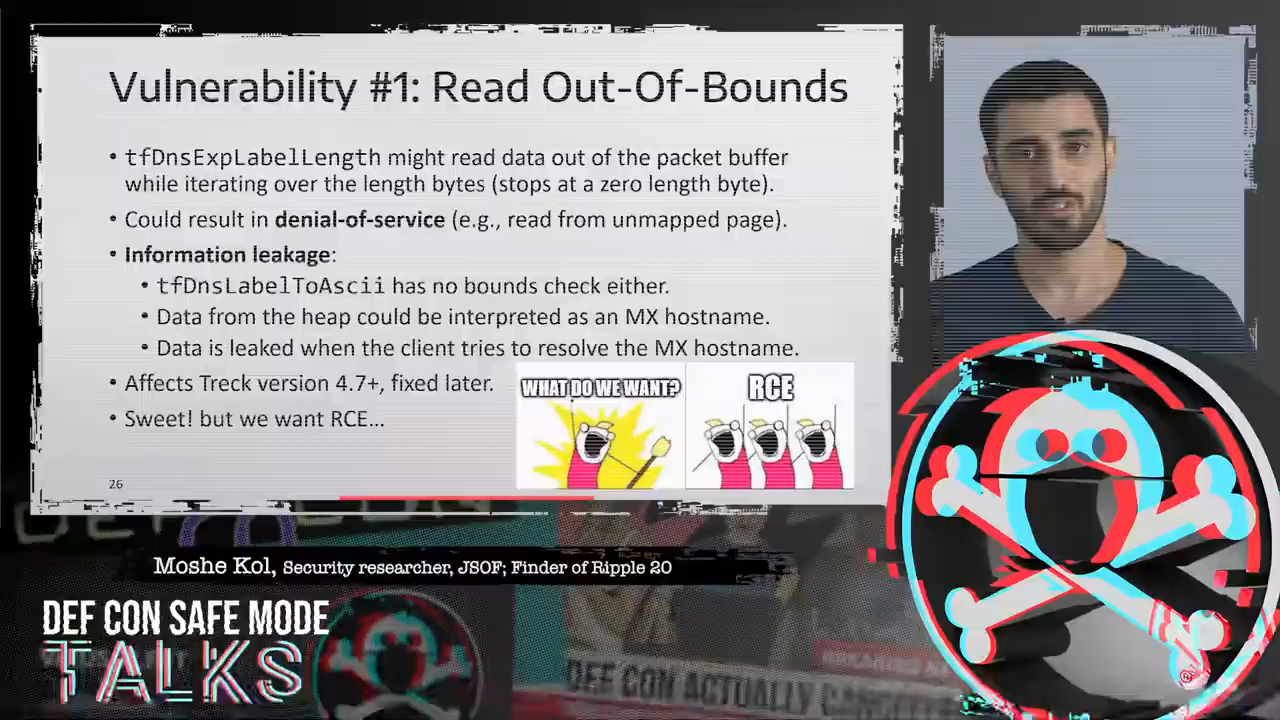 Vulnerability #1: Read Out-Of-Bounds
• tfDnsExpLabelLength might read data out of the packet buffer
while iterating over the length bytes (stops at a zero length byte).
• Could result in denial-of-service (e.g., read from unmapped page).
• Information leakage:
• tfDnsLabelToAscii has no bounds check either.
• Data from the heap could be interpreted as an MX hostname.
• Data is leaked when the client tries to resolve the MX hostname.
• Affects Treck version 4.7+, fixed later.
• Sweet! but we want RCE…
WHAT DO WE WANT?
RCE
26
Moshe Kol, Security researcher, JSOF; Finder of Ripple 20
DEF CON SAFE MODE
TALKS
DEF CON ACTUALLY